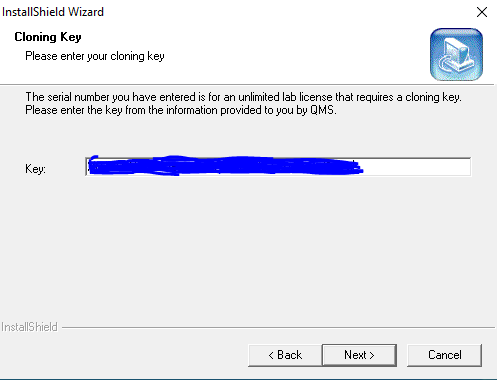 InstallShield Wizard
Cloning Key
Please enter your cloning key
The serial number you have entered is for an unlimited lab license that requires a cloning key.
Please enter the key from the information provided to you by QMS.
Key:
InstallShield
< Back Next > Cancel